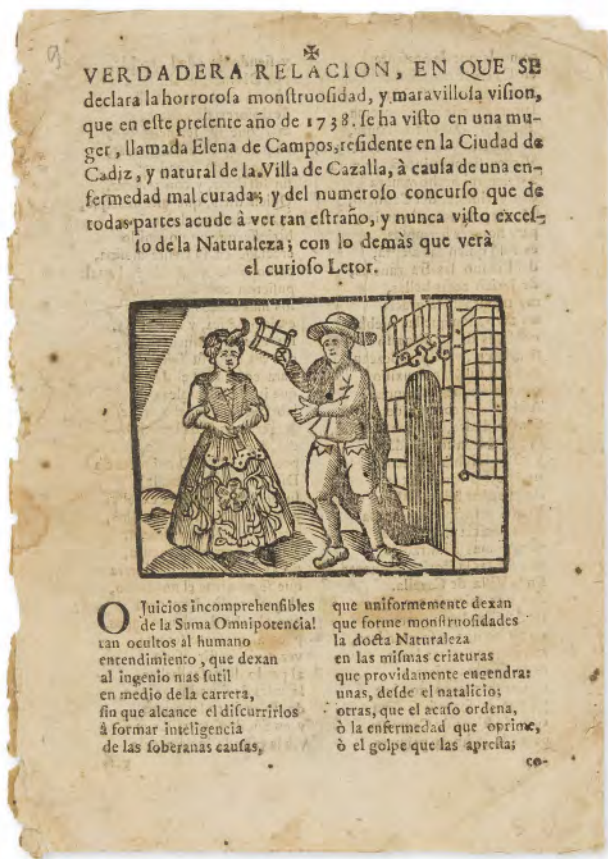 9
✠
VERDADERA RELACION, EN QUE SE
declara la horrorosa monstruosidad, y maravillosa vision,
que en este presente año de 1738. se ha visto en una mu-
ger, llamada Elena de Campos, residente en la Ciudad de
Cadiz, y natural de la Villa de Cazalla, à causa de una en-
fermedad mal curada; y del numeroso concurso que de
todas partes acude à ver tan estraño, y nunca visto exces-
so de la Naturaleza; con lo demàs que verà
el curioso Letor.
O Juicios incomprehensibles
de la Suma Omnipotencia!
tan ocultos al humano
entendimiento, que dexan
al ingenio mas sutil
en medio de la carrera,
sin que alcance el discurrirlos
à formar inteligencia
de las soberanas causas,
que uniformemente dexan
que forme monstruosidades
la docta Naturaleza
en las mismas criaturas
que providamente engendra:
unas, desde el natalicio;
otras, que el acaso ordena,
ò la enfermedad que oprime,
ò el golpe que las apresta;
co-